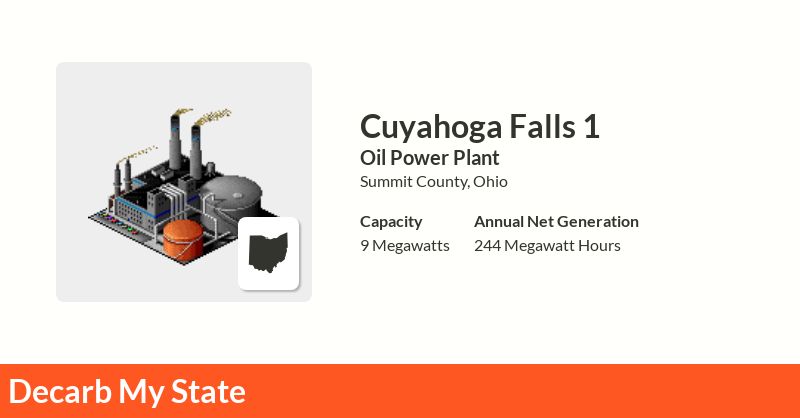 Cuyahoga Falls 1
Oil Power Plant
Summit County, Ohio
Capacity
9 Megawatts
Annual Net Generation
244 Megawatt Hours
Decarb My State